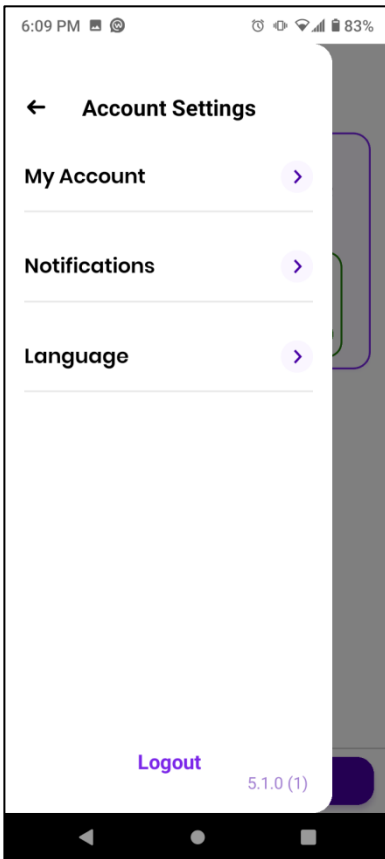 6:09 PM 83%
Account Settings
My Account
Notifications
Language
Logout
5.1.0 (1)